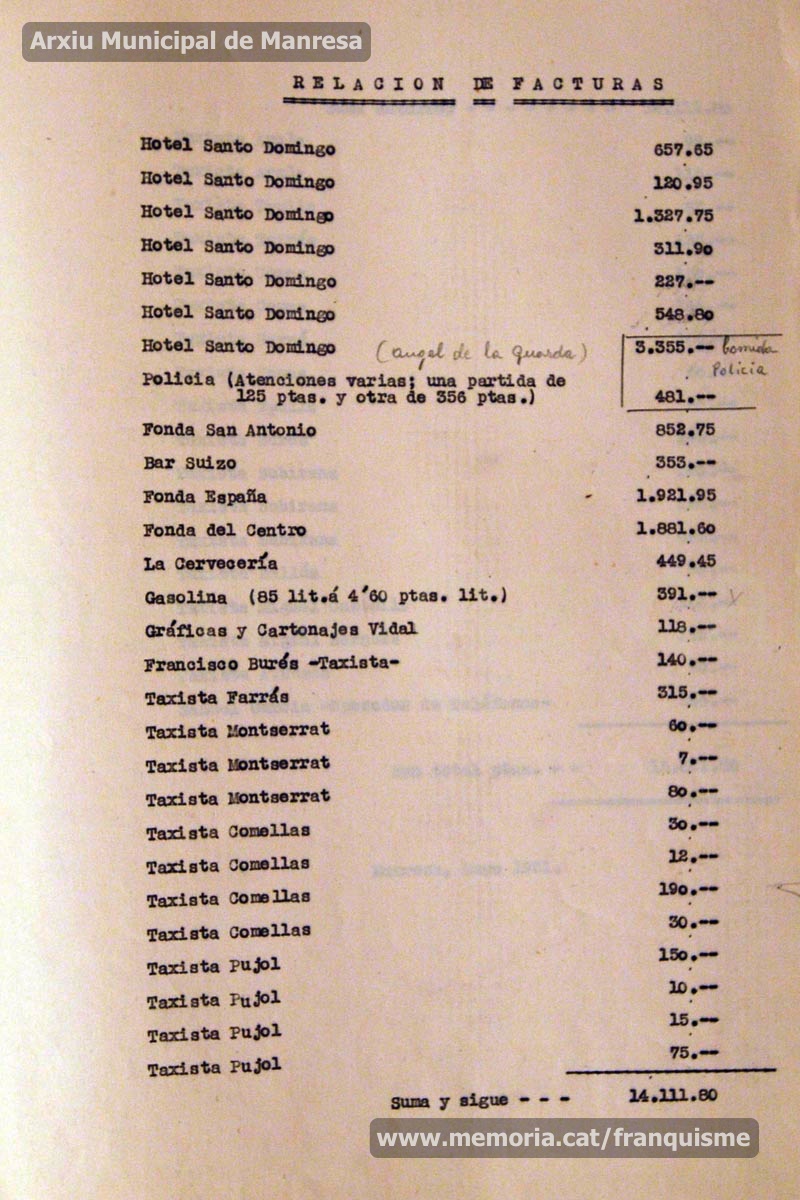 Arxiu Municipal de Manresa
RELACION DE FACTURAS
Hotel Santo Domingo 657.65
Hotel Santo Domingo 120.95
Hotel Santo Domingo 1.327.75
Hotel Santo Domingo 311.90
Hotel Santo Domingo 227.--
Hotel Santo Domingo 548.80
Hotel Santo Domingo (angel de la guarda) 3.355.-- Comida
Policia
Policia (Atenciones varias; una partida de
125 ptas. y otra de 356 ptas.) 481.--
Fonda San Antonio 852.75
Bar Suizo 353.--
Fonda España 1.921.95
Fonda del Centro 1.881.60
La Cervecería 449.45
Gasolina (85 lit.á 4'60 ptas. lit.) 391.--
Gráficas y Cartonajes Vidal 118.--
Francisco Burés -Taxista- 140.--
Taxista Farrás 315.--
Taxista Montserrat 60.--
Taxista Montserrat 7.--
Taxista Montserrat 80.--
Taxista Comellas 30.--
Taxista Comellas 12.--
Taxista Comellas 190.--
Taxista Comellas 30.--
Taxista Pujol 150.--
Taxista Pujol 10.--
Taxista Pujol 15.--
Taxista Pujol 75.--
Suma y sigue - - - 14.111.80
www.memoria.cat/franquisme